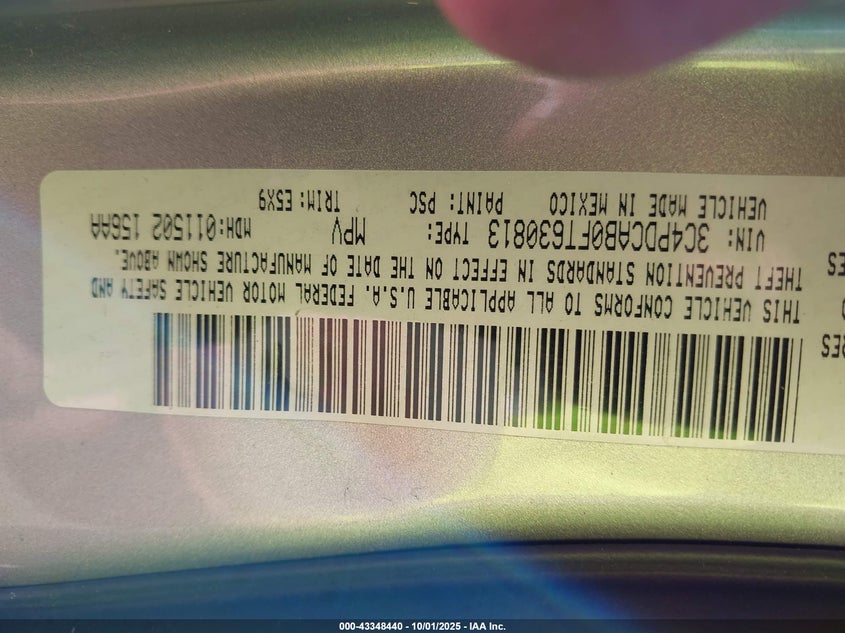 THIS VEHICLE CONFORMS TO ALL APPLICABLE U.S.A. FEDERAL MOTOR VEHICLE SAFETY AND
THEFT PREVENTION STANDARDS IN EFFECT ON THE DATE OF MANUFACTURE SHOWN ABOVE.
VIN: 3C4PDCAB0FT630813 TYPE: MPV MDH:011502 156AA
VEHICLE MADE IN MEXICO PAINT: PSC TRIM: E5X9
000-43348440 - 10/01/2025 - IAA Inc.